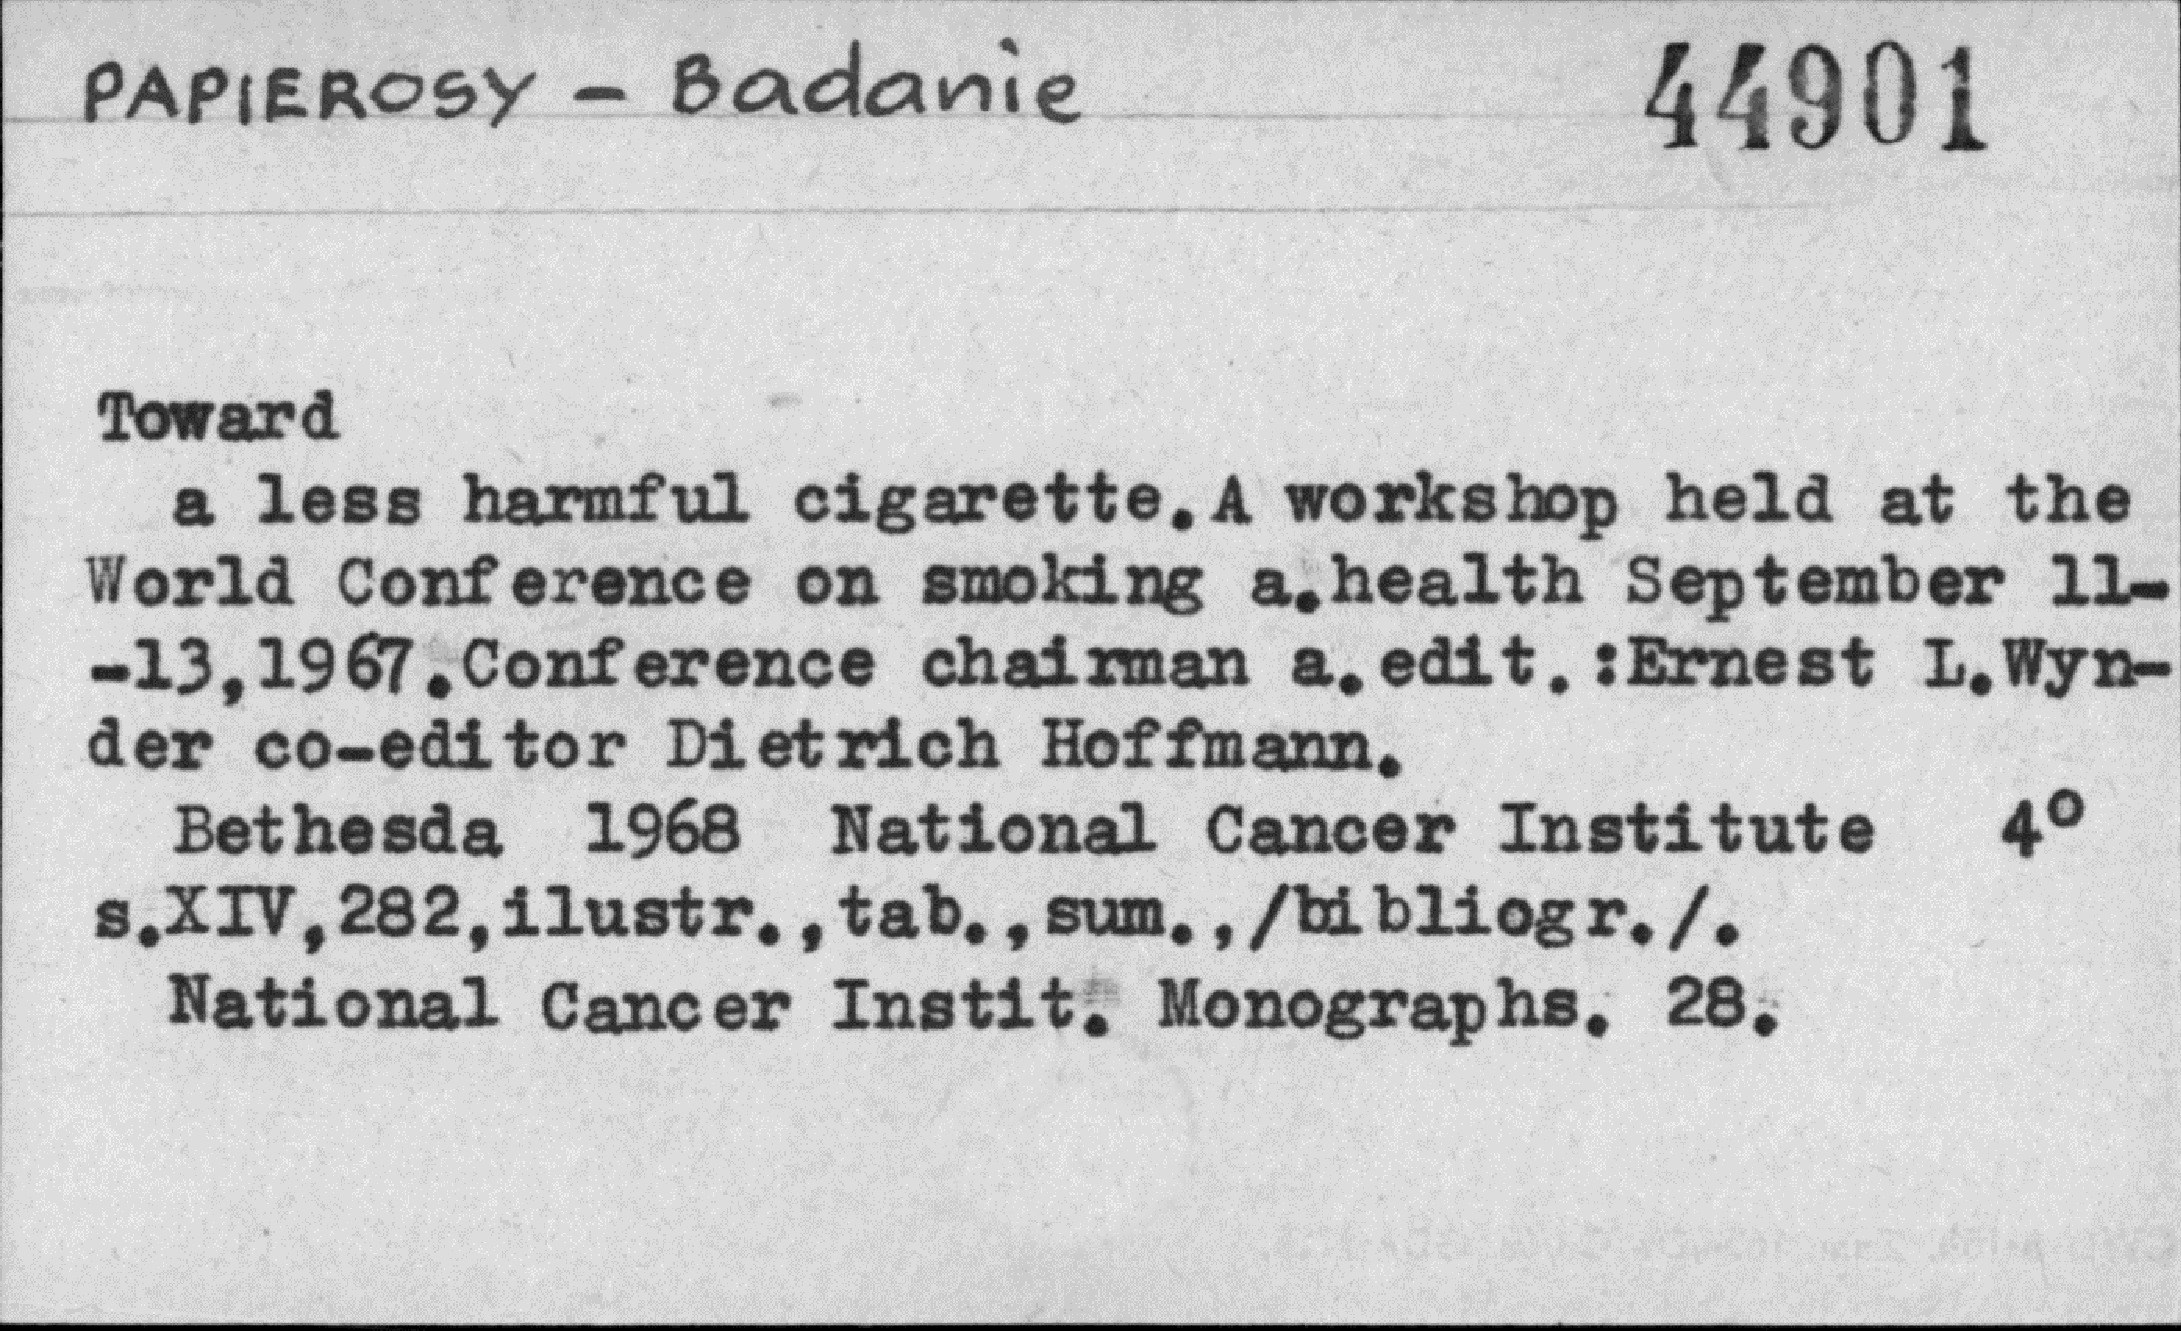 PAPIEROSY - Badanie 44901
Toward
a less harmful cigarette.A workshop held at the
World Conference on smoking a.health September 11-
-13,1967.Conference chairman a.edit.:Ernest L.Wyn-
der co-editor Dietrich Hoffmann.
Bethesda 1968 National Cancer Institute 4º
s.XIV,282,ilustr.,tab.,sum.,/bibliogr./.
National Cancer Instit. Monographs. 28.